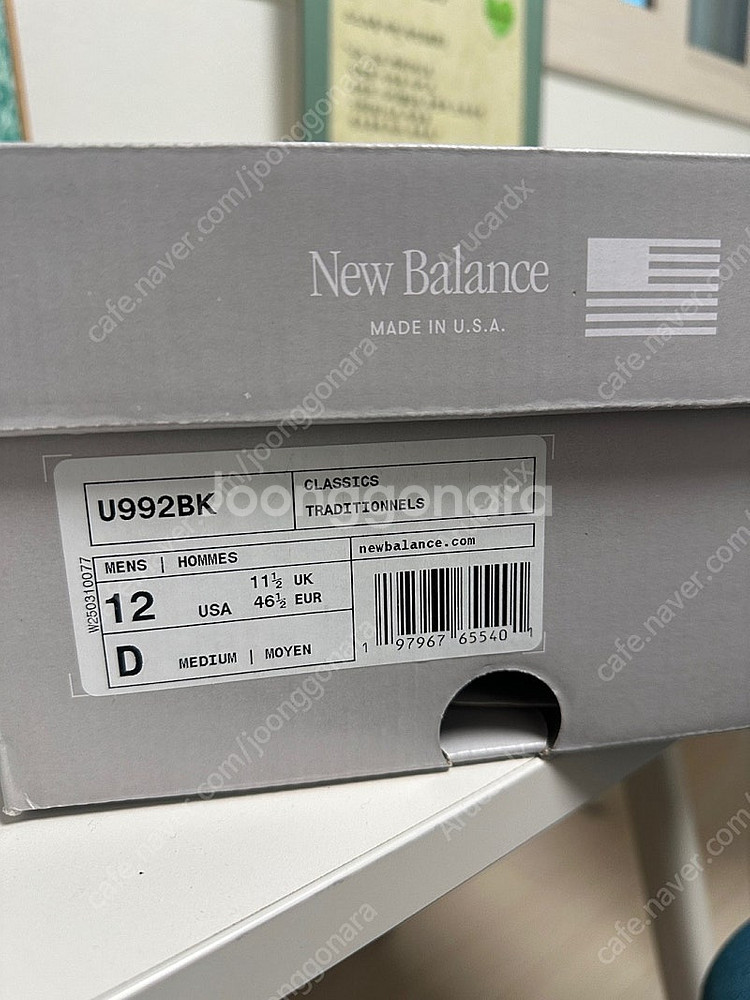 New Balance
MADE IN U.S.A.
U992BK
CLASSICS
TRADITIONNELS
MENS | HOMMES
newbalance.com
12 USA
11½ UK
46½ EUR
D MEDIUM | MOYEN
W250310077
1 97967 65540 1
Joonggonara
cafe.naver.com/joonggonara
Arucardx